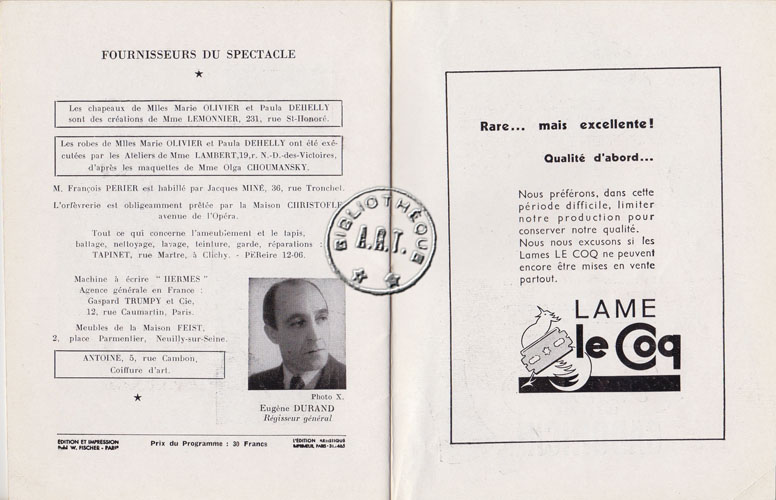 FOURNISSEURS DU SPECTACLE
Les chapeaux de Mlles Marie OLIVIER et Paula DEHELLY
sont des créations de Mme LEMONNIER, 231, rue St-Honoré.
Les robes de Mlles Marie OLIVIER et Paula DEHELLY ont été exé-
cutées par les Ateliers de Mme LAMBERT,19,r. N.-D.-des-Victoires,
d'après les maquettes de Mme Olga CHOUMANSKY.
M. François PERIER est habillé par Jacques MINÉ, 36, rue Tronchet.
L'orfèvrerie est obligeamment prêtée par la Maison CHRISTOFLE
avenue de l'Opéra.
Tout ce qui concerne l'ameublement et le tapis,
battage, nettoyage, lavage, teinture, garde, réparations :
TAPINET, rue Martre, à Clichy. - PEReire 12-06.
Machine à écrire " HERMES "
Agence générale en France :
Gaspard TRUMPY et Cie,
12, rue Caumartin, Paris.
Meubles de la Maison FEIST,
2, place Parmentier, Neuilly-sur-Seine.
ANTOINE, 5, rue Cambon,
Coiffure d'art.
Photo X.
Eugène DURAND
Régisseur général
ÉDITION ET IMPRESSION
W. FISCHER - PARIS
Prix du Programme : 30 Francs
L'ÉDITION ARTISTIQUE
IMPRIMEUR, PARIS
BIBLIOTHÈQUE
A.R.T.
Rare... mais excellente !
Qualité d'abord...
Nous préférons, dans cette
période difficile, limiter
notre production pour
conserver notre qualité.
Nous nous excusons si les
Lames LE COQ ne peuvent
encore être mises en vente
partout.
LAME
le Coq